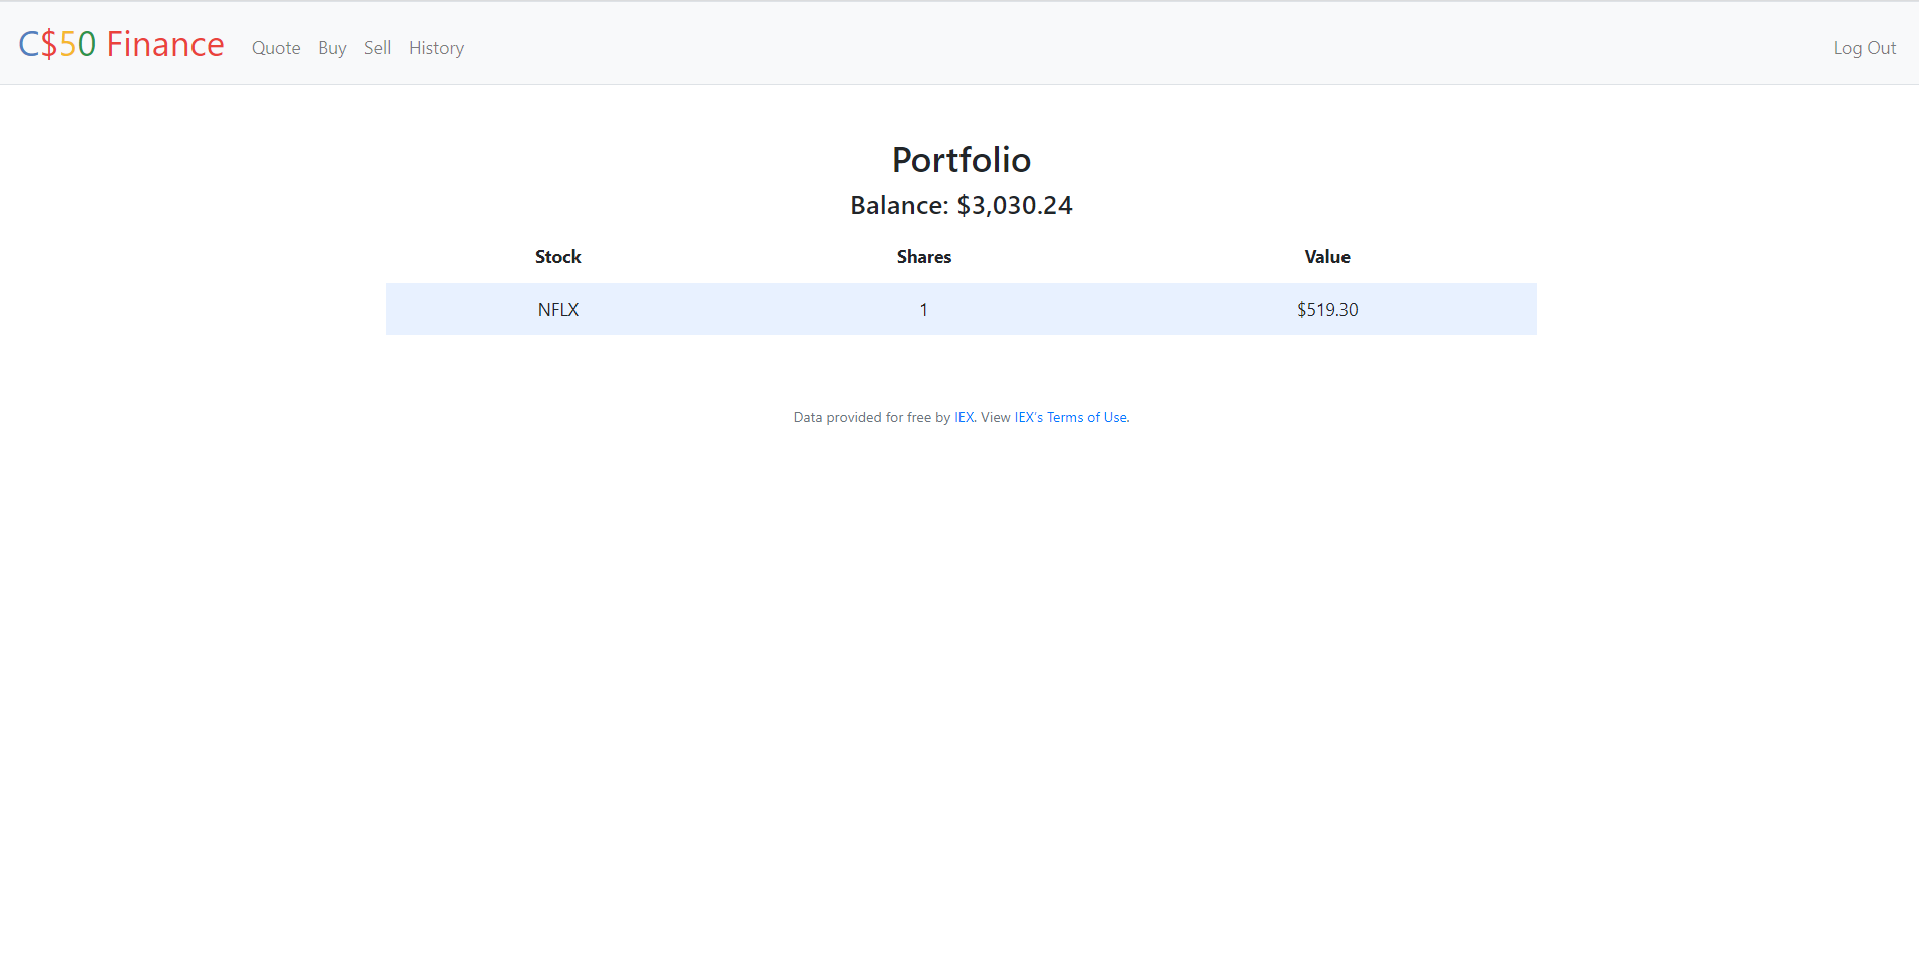 C$50 Finance Quote Buy Sell History Log Out
Portfolio
Balance: $3,030.24
Stock Shares Value
NFLX 1 $519.30
Data provided for free by IEX. View IEX's Terms of Use.